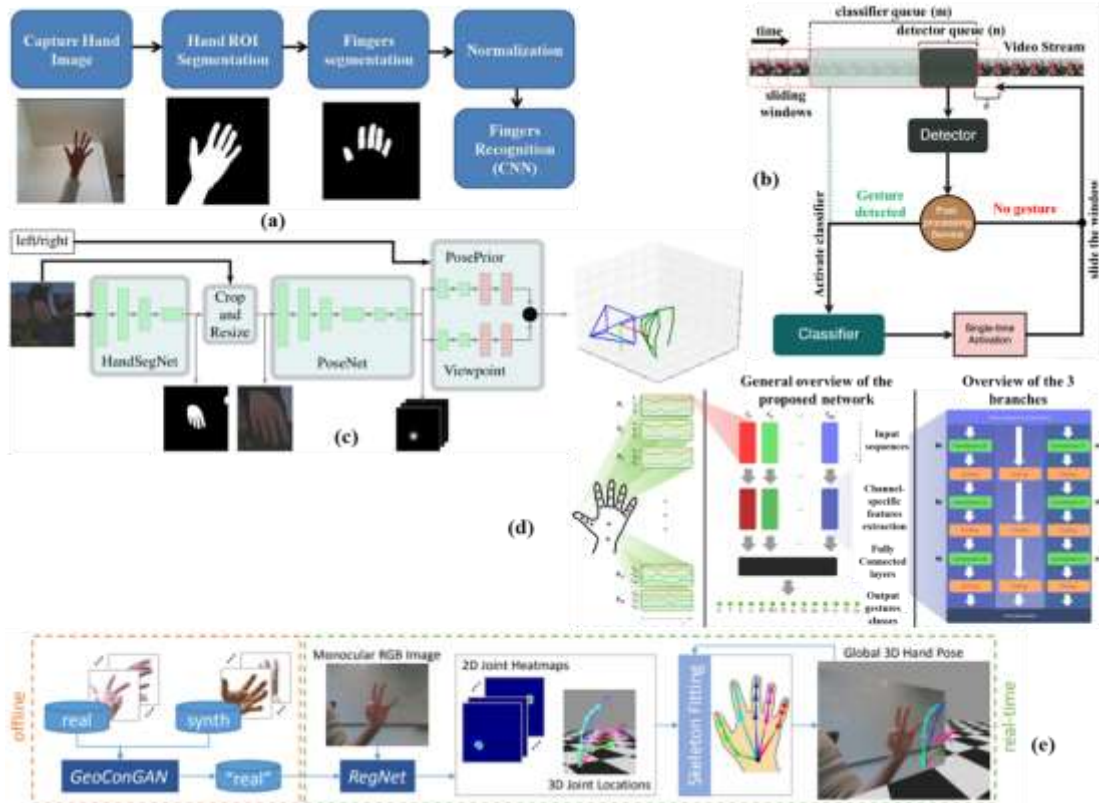 Capture Hand
Image
Hand ROI
Segmentation
Fingers
segmentation
Normalization
Fingers
Recognition
(CNN)
(a)
classifier queue (m)
time
detector queue (n)
Video Stream
sliding
windows
Detector
(b)
Gesture
detected
No gesture
Activate classifier
slide the window
Classifier
Single-time
Activation
left/right
HandSegNet
Crop
and
Resize
PoseNet
PosePrior
Viewpoint
(c)
General overview of the
proposed network
Overview of the 3
branches
Input
sequences
Channel-
specific
features
extraction
Fully
Connected
layers
Output
gestures
classes
(d)
offline
real
synth
GeoConGAN
"real"
Monocular RGB Image
RegNet
2D Joint Heatmaps
3D Joint Locations
Skeleton Fitting
Global 3D Hand Pose
real-time
(e)